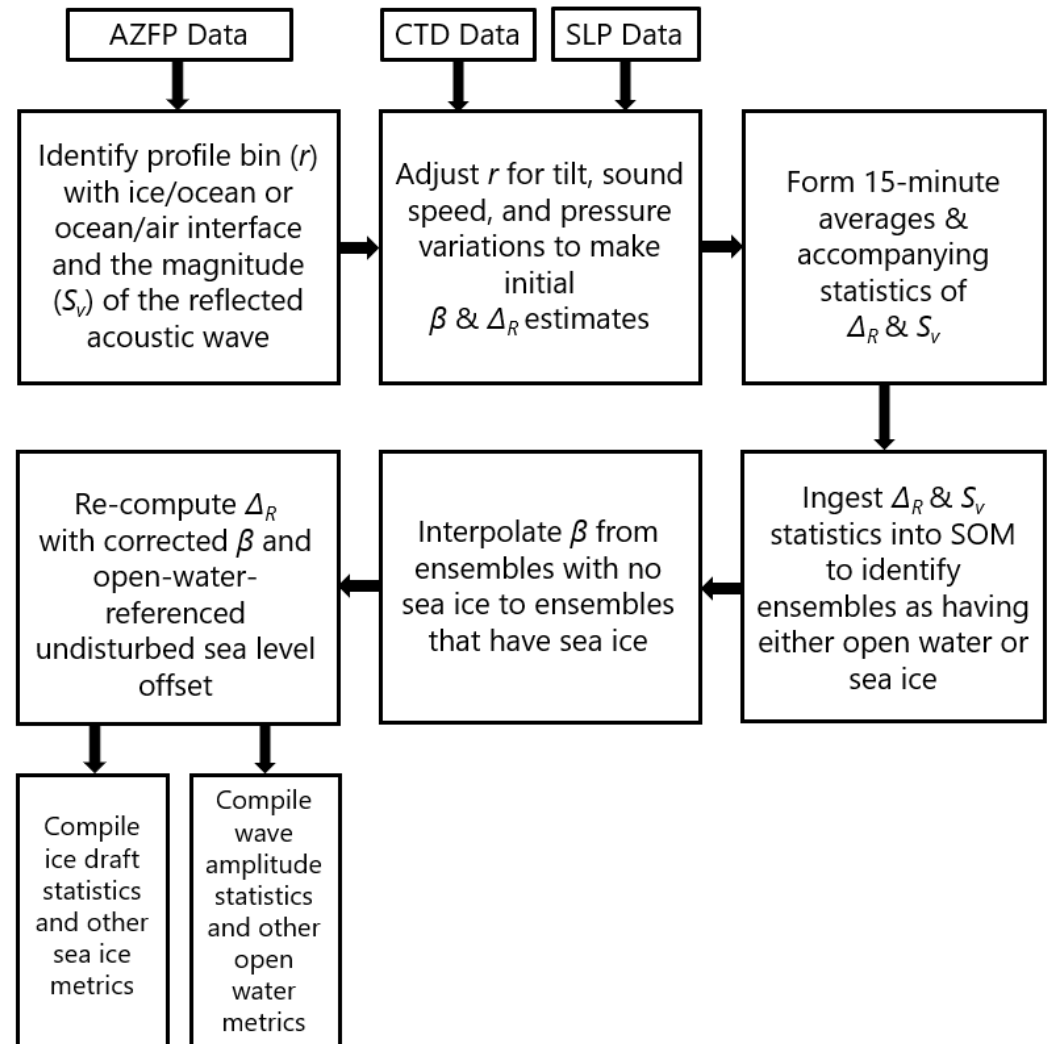 AZFP Data
CTD Data
SLP Data
Identify profile bin (r)
with ice/ocean or
ocean/air interface
and the magnitude
(Sv) of the reflected
acoustic wave
Adjust r for tilt, sound
speed, and pressure
variations to make
initial
β & ΔR estimates
Form 15-minute
averages &
accompanying
statistics of
ΔR & Sv
Ingest ΔR & Sv
statistics into SOM
to identify
ensembles as having
either open water or
sea ice
Interpolate β from
ensembles with no
sea ice to ensembles
that have sea ice
Re-compute ΔR
with corrected β and
open-water-
referenced
undisturbed sea level
offset
Compile
ice draft
statistics
and other
sea ice
metrics
Compile
wave
amplitude
statistics
and other
open
water
metrics